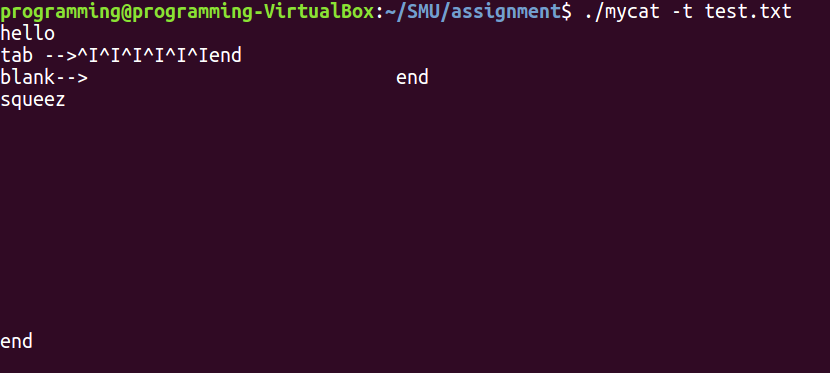 programming@programming-VirtualBox:~/SMU/assignment$ ./mycat -t test.txt
hello
tab -->^I^I^I^I^I^Iend
blank-->                            end
squeez
end